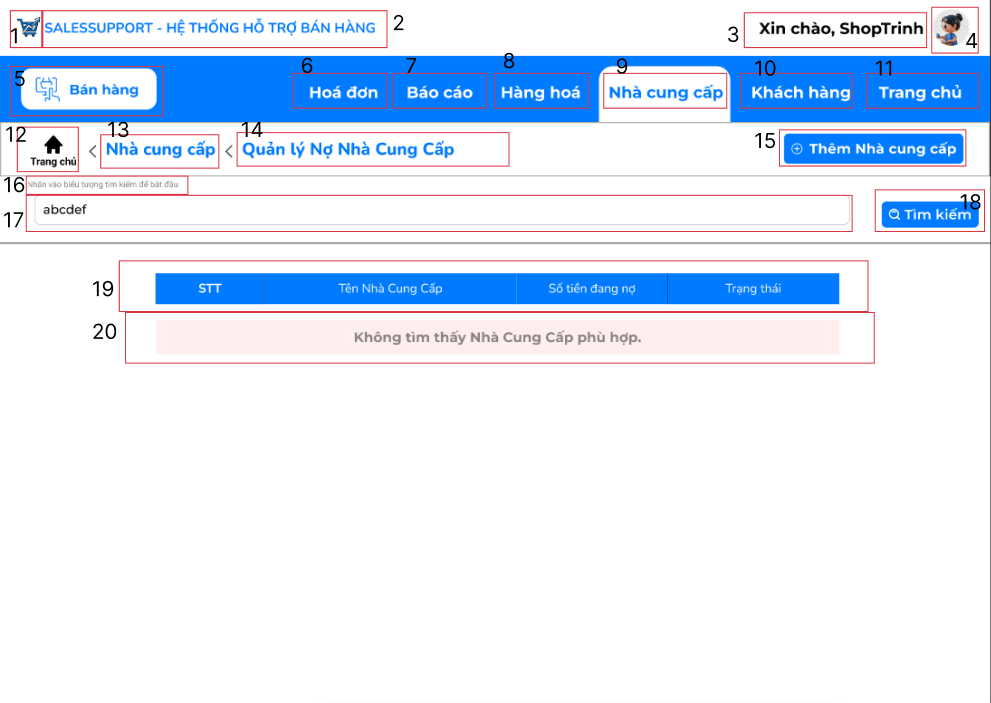 1 SALESSUPPORT - HỆ THỐNG HỖ TRỢ BÁN HÀNG 2
3 Xin chào, ShopTrinh 4
5 Bán hàng
6 Hoá đơn
7 Báo cáo
8 Hàng hoá
9 Nhà cung cấp
10 Khách hàng
11 Trang chủ
12 Trang chủ
<
13 Nhà cung cấp
<
14 Quản lý Nợ Nhà Cung Cấp
15 Thêm Nhà cung cấp
16 Nhấn vào biểu tượng tìm kiếm để bắt đầu
17 abcdef
18 Tìm kiếm
19 STT Tên Nhà Cung Cấp Số tiền đang nợ Trạng thái
20 Không tìm thấy Nhà Cung Cấp phù hợp.